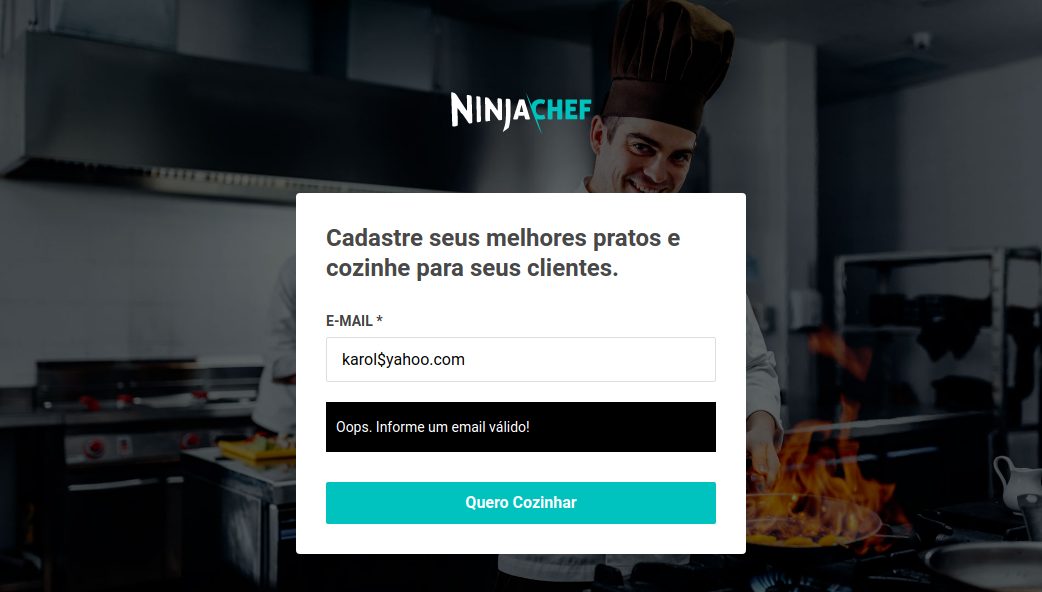 NINJACHEF
Cadastre seus melhores pratos e
cozinhe para seus clientes.
E-MAIL *
karol$yahoo.com
Oops. Informe um email válido!
Quero Cozinhar